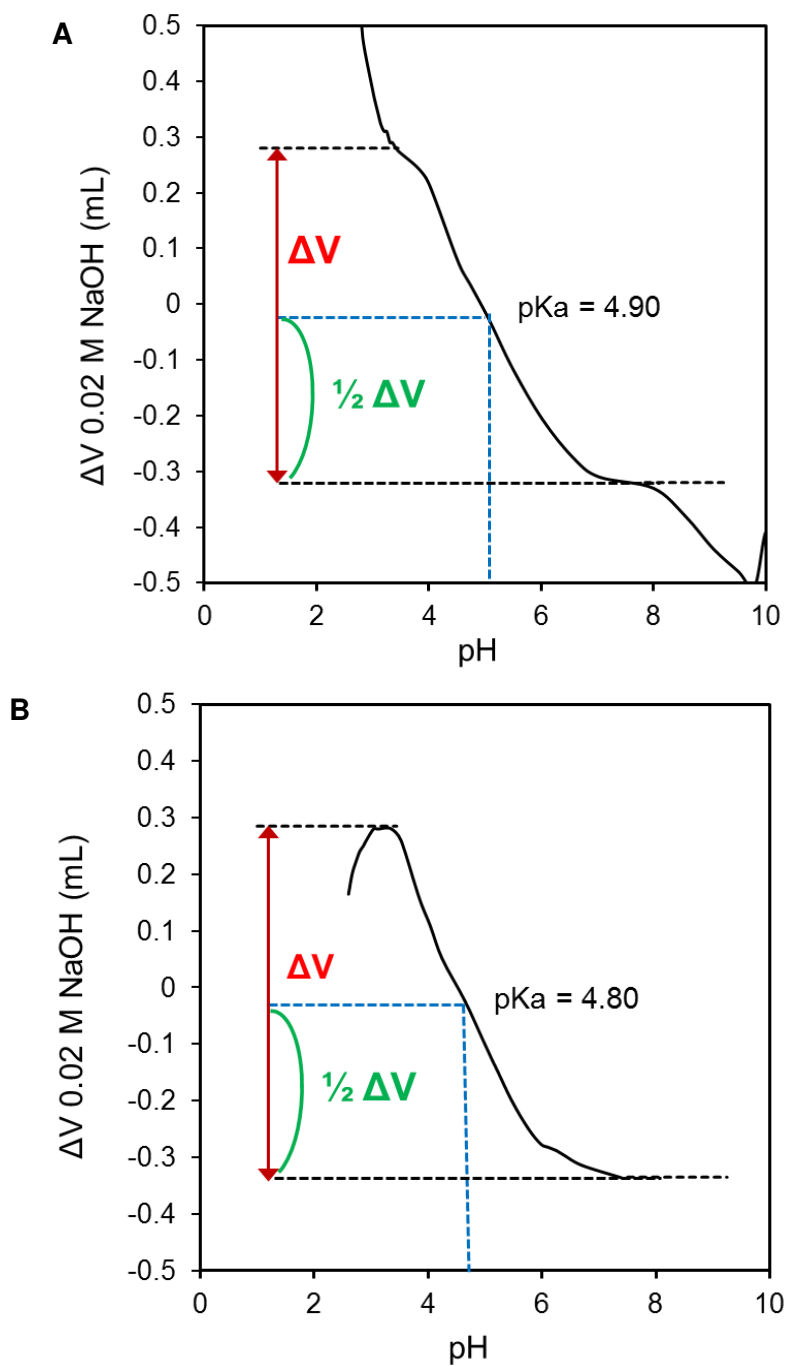 A
ΔV 0.02 M NaOH (mL)
0.5
0.4
0.3
0.2
0.1
0
-0.1
-0.2
-0.3
-0.4
-0.5
ΔV
½ ΔV
pKa = 4.90
0 2 4 6 8 10
pH
B
ΔV 0.02 M NaOH (mL)
0.5
0.4
0.3
0.2
0.1
0
-0.1
-0.2
-0.3
-0.4
-0.5
ΔV
pKa = 4.80
½ ΔV
0 2 4 6 8 10
pH